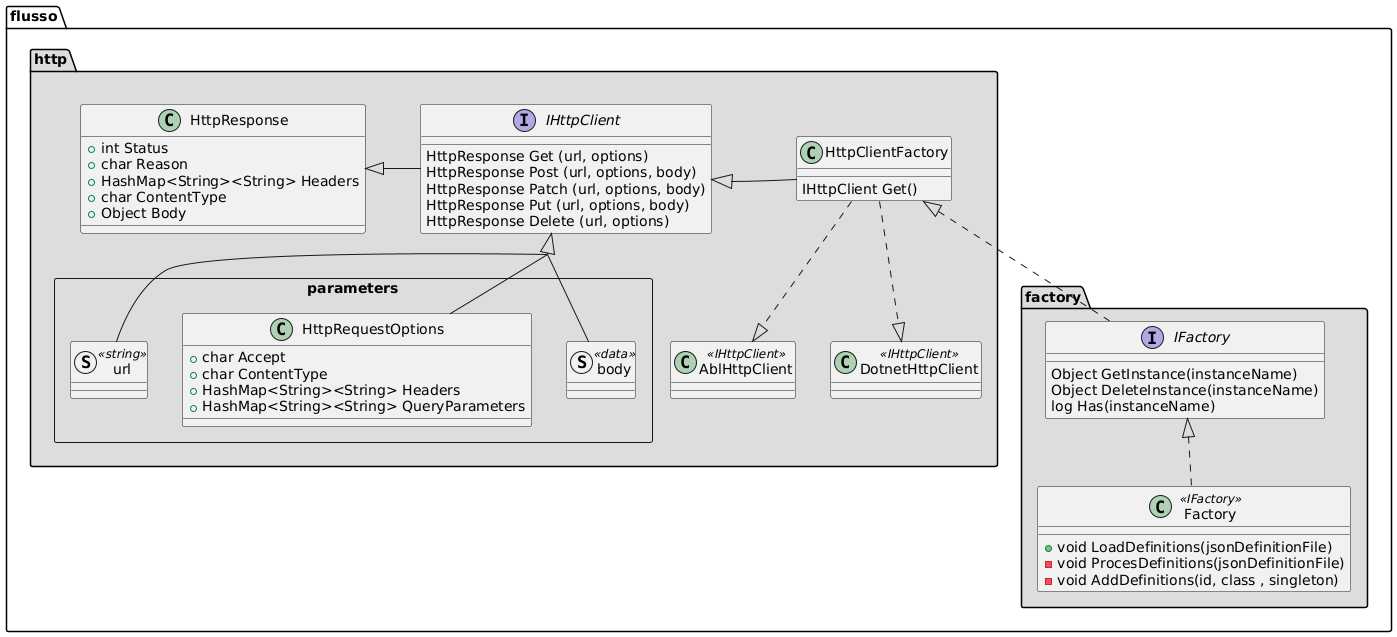 flusso
http
C HttpResponse
int Status
char Reason
HashMap<String><String> Headers
char ContentType
Object Body
I IHttpClient
HttpResponse Get (url, options)
HttpResponse Post (url, options, body)
HttpResponse Patch (url, options, body)
HttpResponse Put (url, options, body)
HttpResponse Delete (url, options)
C HttpClientFactory
IHttpClient Get()
parameters
S «string»
url
C HttpRequestOptions
char Accept
char ContentType
HashMap<String><String> Headers
HashMap<String><String> QueryParameters
S «data»
body
C «IHttpClient»
AblHttpClient
C «IHttpClient»
DotnetHttpClient
factory
I IFactory
Object GetInstance(instanceName)
Object DeleteInstance(instanceName)
log Has(instanceName)
C «IFactory»
Factory
void LoadDefinitions(jsonDefinitionFile)
void ProcesDefinitions(jsonDefinitionFile)
void AddDefinitions(id, class , singleton)